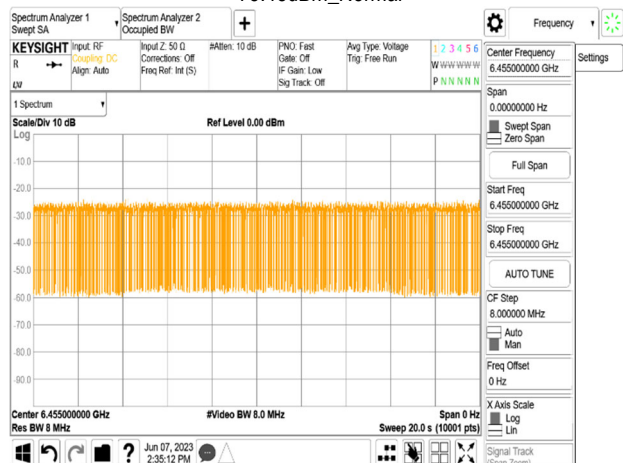 Spectrum Analyzer 1
Swept SA
Spectrum Analyzer 2
Occupied BW
+
Frequency
KEYSIGHT
R
Input: RF
Coupling: DC
Align: Auto
Input Z: 50 Ω
Corrections: Off
Freq Ref: Int (S)
#Atten: 10 dB
PNO: Fast
Gate: Off
IF Gain: Low
Sig Track: Off
Avg Type: Voltage
Trig: Free Run
1 2 3 4 5 6
W W W W W W
P N N N N N
Center Frequency
6.455000000 GHz
Settings
Span
0.00000000 Hz
Swept Span
Zero Span
Full Span
Start Freq
6.455000000 GHz
Stop Freq
6.455000000 GHz
AUTO TUNE
CF Step
8.000000 MHz
Auto
Man
Freq Offset
0 Hz
X Axis Scale
Log
Lin
Signal Track
(Span Zoom)
1 Spectrum
Scale/Div 10 dB
Ref Level 0.00 dBm
Log
-10.0
-20.0
-30.0
-40.0
-50.0
-60.0
-70.0
-80.0
-90.0
Center 6.455000000 GHz
Res BW 8 MHz
#Video BW 8.0 MHz
Span 0 Hz
Sweep 20.0 s (10001 pts)
?
Jun 07, 2023
2:35:12 PM